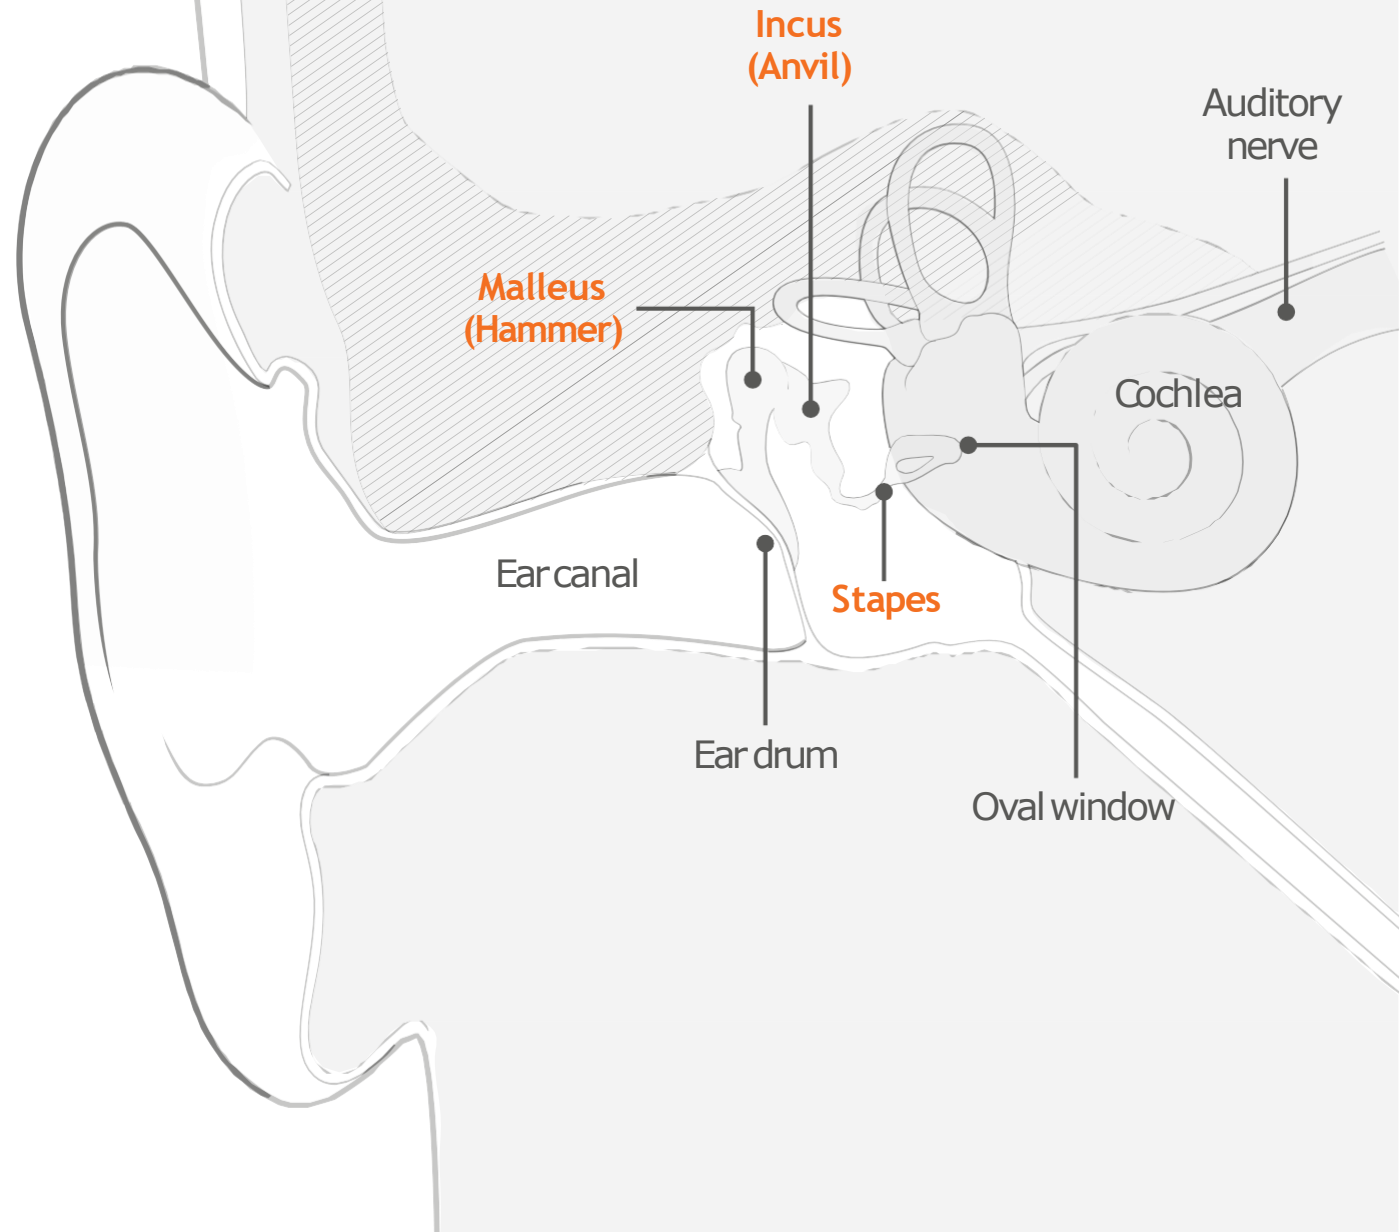 Incus
(Anvil)
Auditory
nerve
Malleus
(Hammer)
Cochlea
Ear canal
Stapes
Ear drum
Oval window